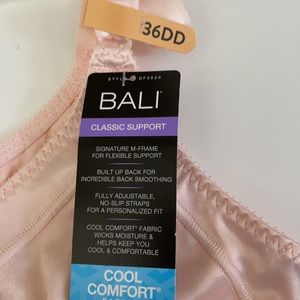 36DD
STYLE DF3820
BALI
CLASSIC SUPPORT
SIGNATURE M-FRAME
FOR FLEXIBLE SUPPORT
BUILT UP BACK FOR
INCREDIBLE BACK SMOOTHING
FULLY ADJUSTABLE,
NO-SLIP STRAPS
FOR A PERSONALIZED FIT
COOL COMFORT® FABRIC
WICKS MOISTURE &
HELPS KEEP YOU
COOL & COMFORTABLE
COOL
COMFORT®